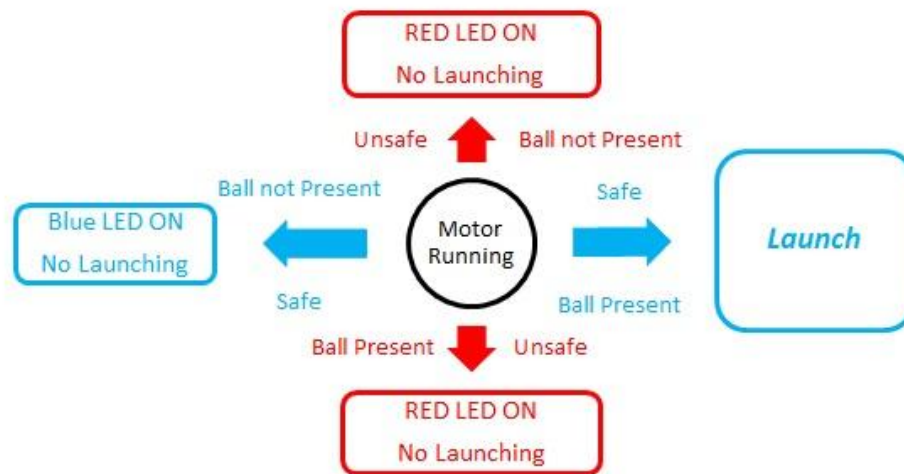 RED LED ON
No Launching
Unsafe
Ball not Present
Ball not Present
Safe
Blue LED ON
No Launching
Motor
Running
Launch
Safe
Ball Present
Ball Present
Unsafe
RED LED ON
No Launching